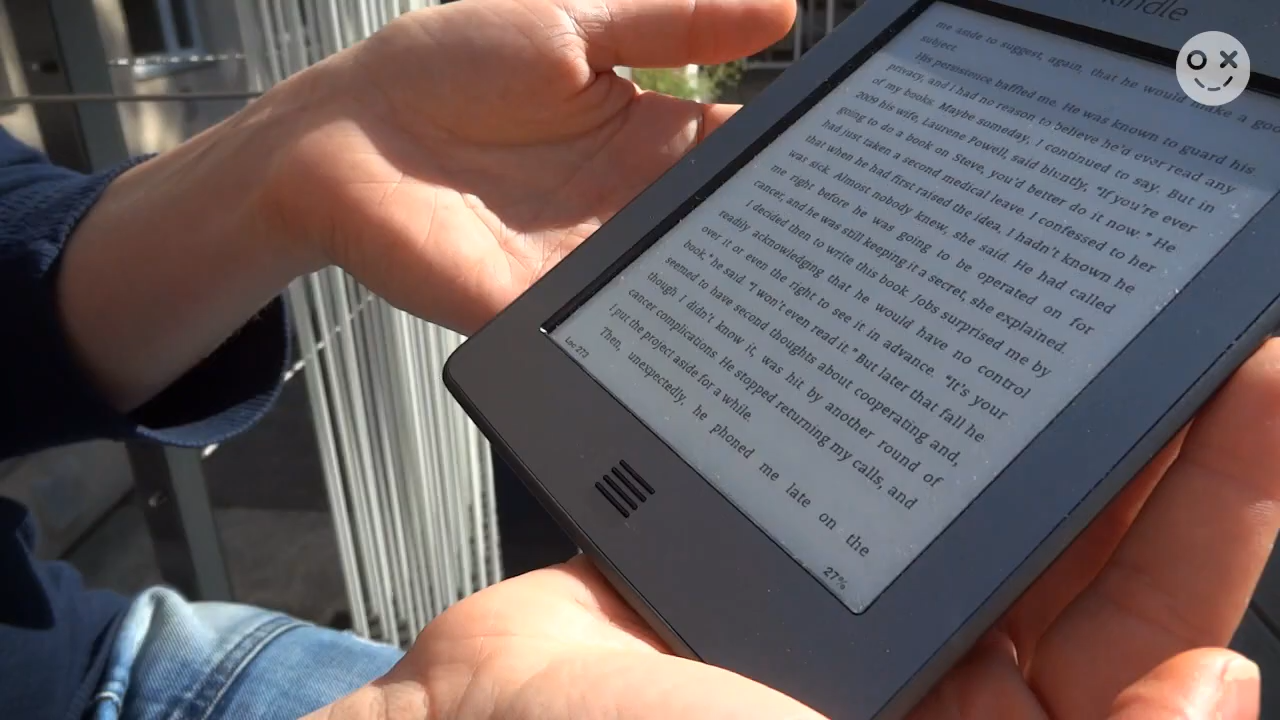 kindle
me aside to suggest, again, that he would make a good
subject.
His persistence baffled me. He was known to guard his
privacy, and I had no reason to believe he'd ever read any
of my books. Maybe someday, I continued to say. But in
2009 his wife, Laurene Powell, said bluntly, "If you're ever
going to do a book on Steve, you'd better do it now." He
had just taken a second medical leave. I confessed to her
that when he had first raised the idea, I hadn't known he
was sick. Almost nobody knew, she said. He had called
me right before he was going to be operated on for
cancer, and he was still keeping it a secret, she explained.
I decided then to write this book. Jobs surprised me by
readily acknowledging that he would have no control
over it or even the right to see it in advance. "It's your
book," he said. "I won't even read it." But later that fall he
seemed to have second thoughts about cooperating and,
though I didn't know it, was hit by another round of
cancer complications. He stopped returning my calls, and
I put the project aside for a while.
Then, unexpectedly, he phoned me late on the
Loc 273
27%